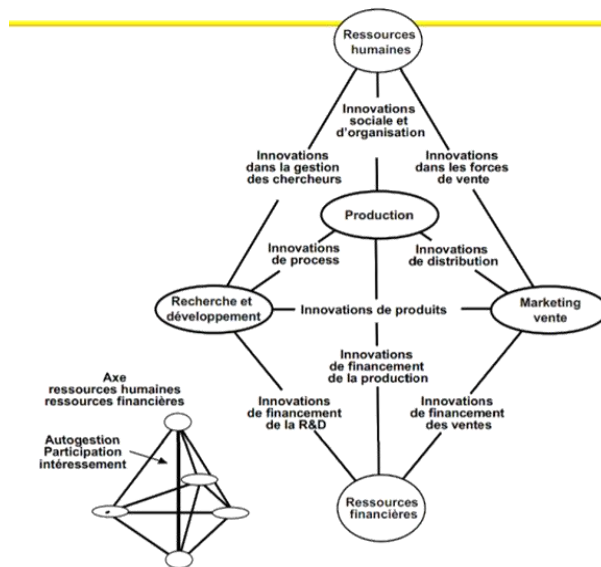 Ressources
humaines
Innovations
sociale et
d'organisation
Innovations
dans la gestion
des chercheurs
Innovations
dans les forces
de vente
Production
Innovations
de process
Innovations
de distribution
Recherche et
développement
Innovations de produits
Marketing
vente
Innovations
de financement
de la production
Axe
ressources humaines
ressources financières
Innovations
de financement
de la R&D
Innovations
de financement
des ventes
Autogestion
Participation
intéressement
Ressources
financières